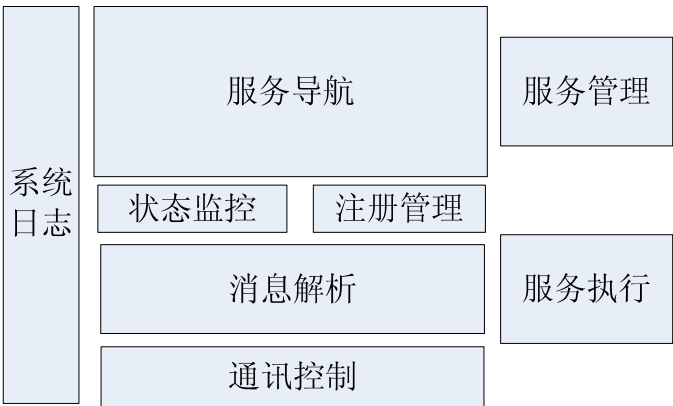 系统
日志
服务导航
服务管理
状态监控
注册管理
消息解析
服务执行
通讯控制